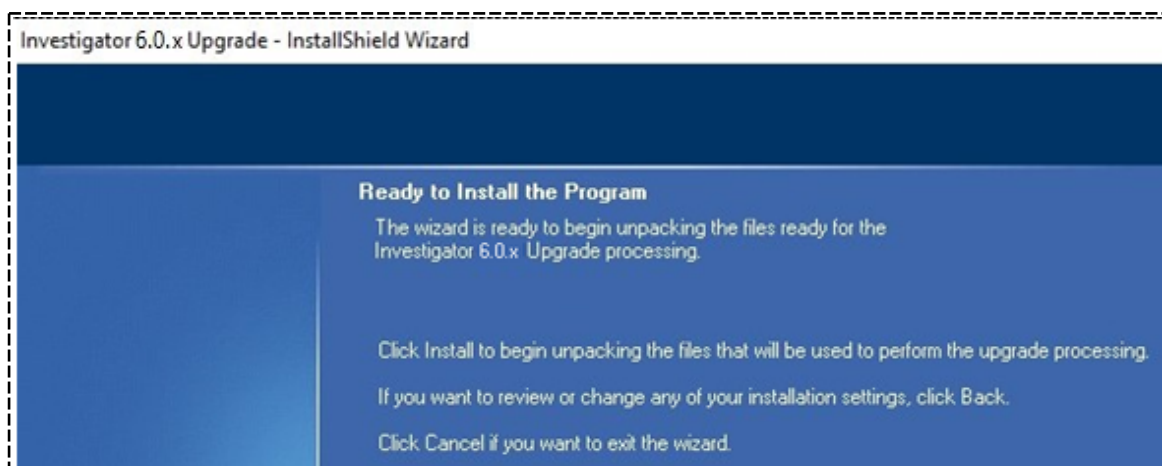 Investigator 6.0.x Upgrade - InstallShield Wizard
Ready to Install the Program
The wizard is ready to begin unpacking the files ready for the
Investigator 6.0.x Upgrade processing.
Click Install to begin unpacking the files that will be used to perform the upgrade processing.
If you want to review or change any of your installation settings, click Back.
Click Cancel if you want to exit the wizard.